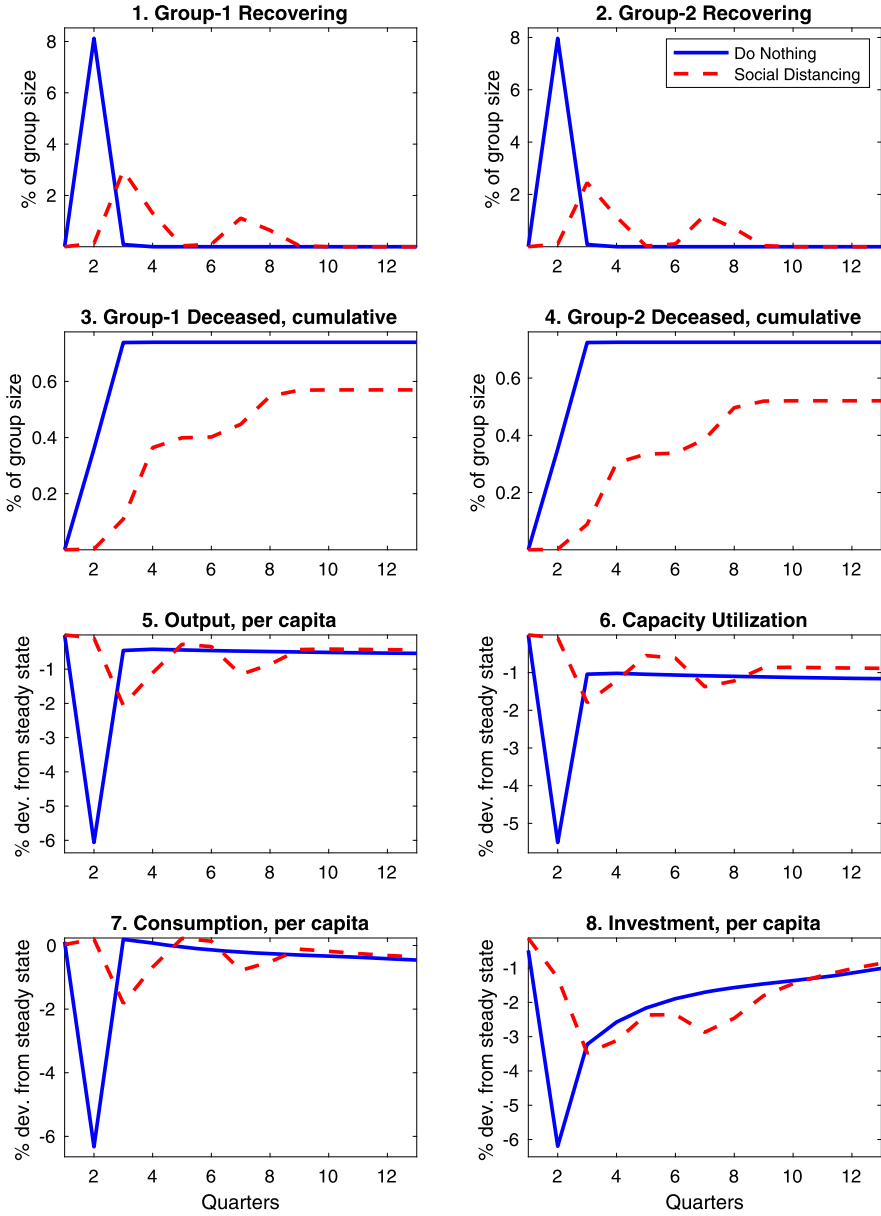 1. Group-1 Recovering
% of group size
8
6
4
2
2 4 6 8 10 12
2. Group-2 Recovering
Do Nothing
Social Distancing
% of group size
8
6
4
2
2 4 6 8 10 12
3. Group-1 Deceased, cumulative
% of group size
0.6
0.4
0.2
2 4 6 8 10 12
4. Group-2 Deceased, cumulative
% of group size
0.6
0.4
0.2
2 4 6 8 10 12
5. Output, per capita
% dev. from steady state
-1
-2
-3
-4
-5
-6
2 4 6 8 10 12
6. Capacity Utilization
% dev. from steady state
-1
-2
-3
-4
-5
2 4 6 8 10 12
7. Consumption, per capita
% dev. from steady state
0
-2
-4
-6
2 4 6 8 10 12
Quarters
8. Investment, per capita
% dev. from steady state
-1
-2
-3
-4
-5
-6
2 4 6 8 10 12
Quarters